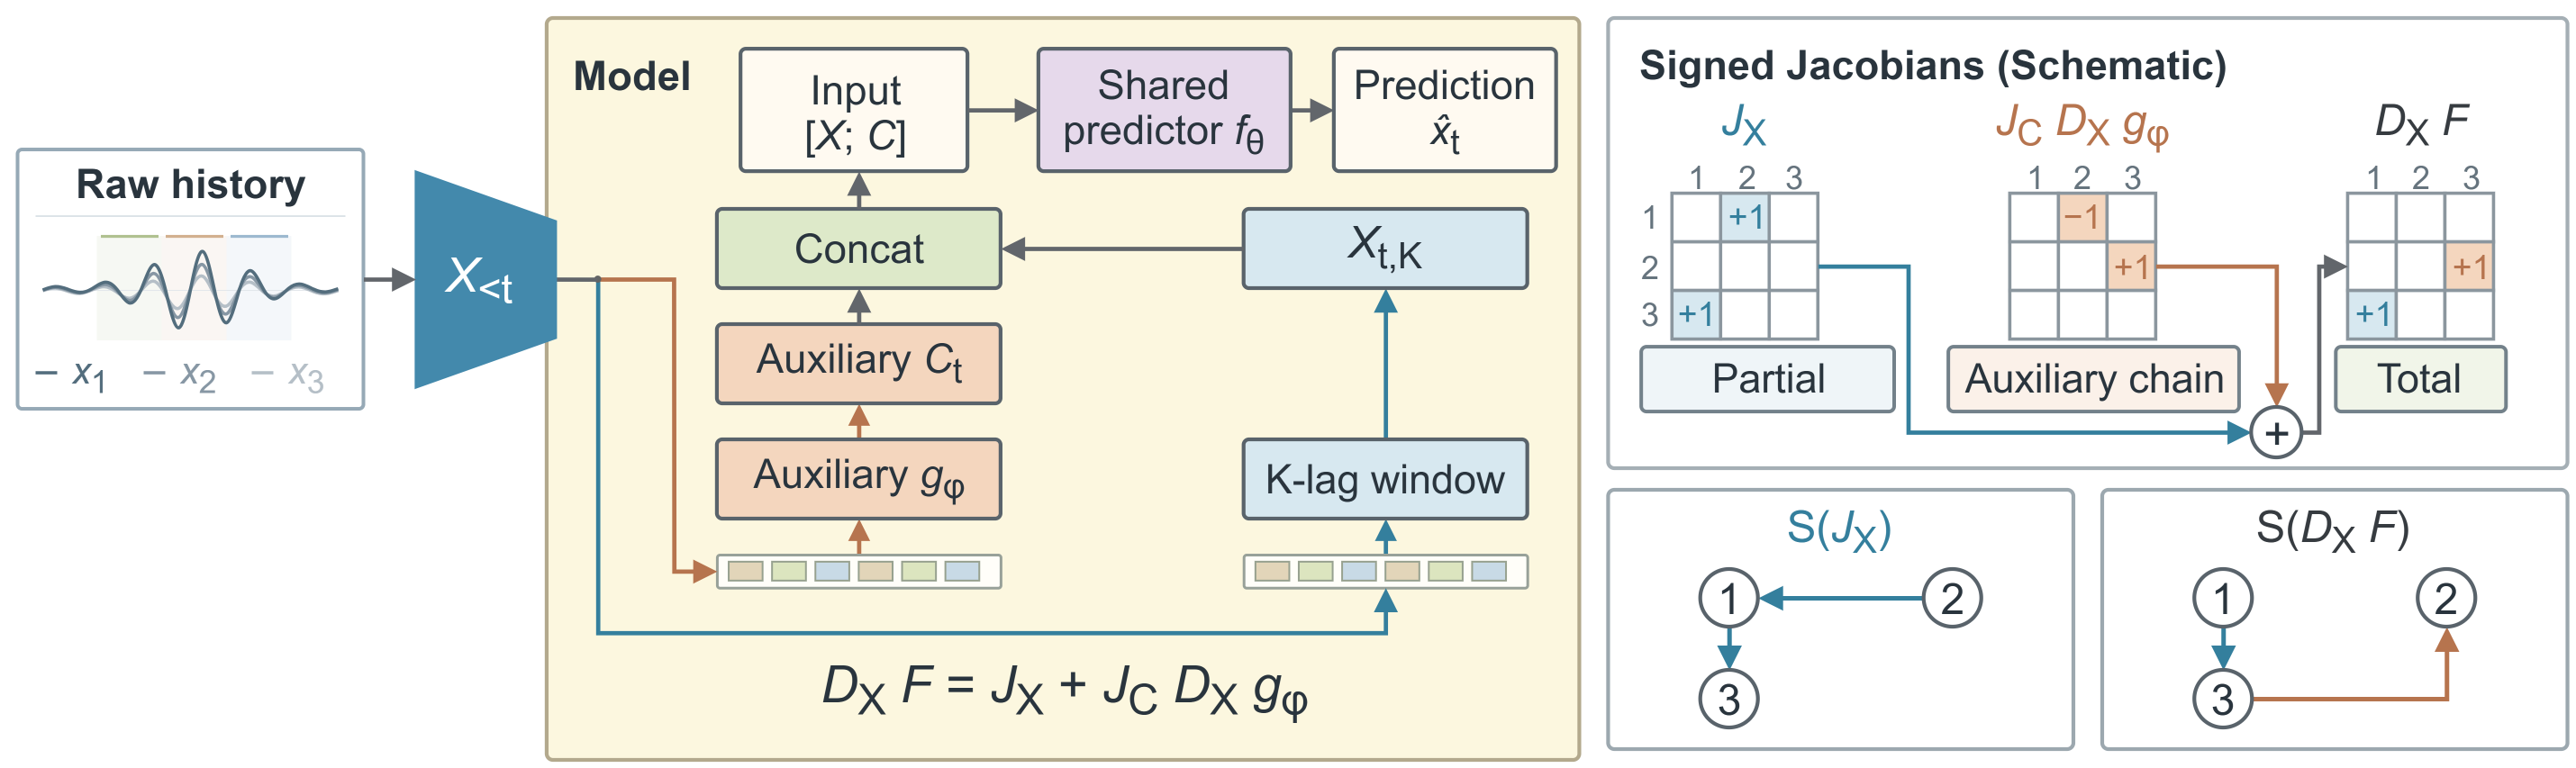 Raw history
— x1 — x2 — x3
X<t
Model
Input
[X; C]
Shared
predictor fθ
Prediction
x̂t
Concat
Xt,K
Auxiliary Ct
Auxiliary gφ
K-lag window
DX F = JX + JC DX gφ
Signed Jacobians (Schematic)
JX
1 2 3
1 +1
2
3 +1
Partial
JC DX gφ
1 2 3
−1
+1
Auxiliary chain
DX F
1 2 3
+1
+1
Total
+
S(JX)
1 2
3
S(DX F)
1 2
3